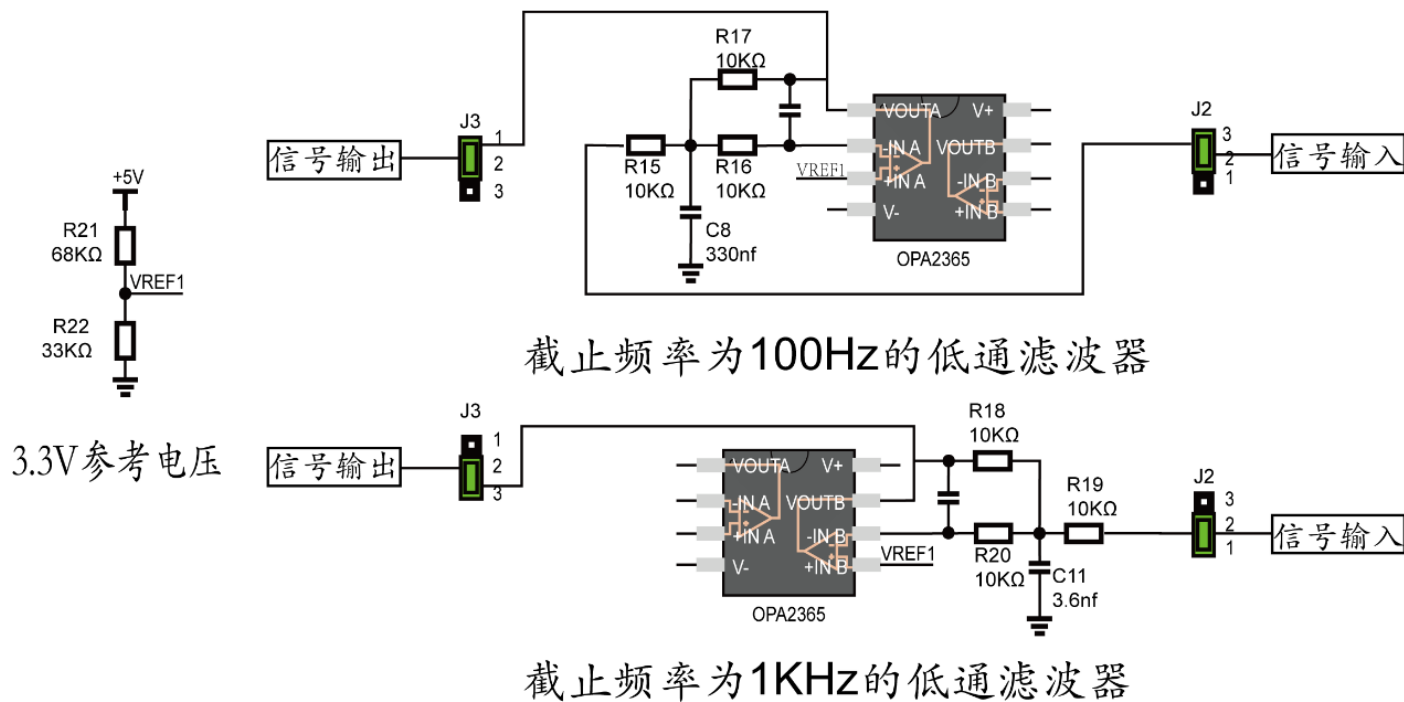 R17
10KΩ
J3
1
2
3
信号输出
R15
10KΩ
R16
10KΩ
C8
330nf
VREF1
VOUTA
-IN A
+IN A
V-
V+
VOUTB
-IN B
+IN B
OPA2365
J2
3
2
1
信号输入
+5V
R21
68KΩ
VREF1
R22
33KΩ
3.3V参考电压
截止频率为100Hz的低通滤波器
J3
1
2
3
信号输出
VOUTA
-IN A
+IN A
V-
V+
VOUTB
-IN B
+IN B
OPA2365
VREF1
R18
10KΩ
R19
10KΩ
R20
10KΩ
C11
3.6nf
J2
3
2
1
信号输入
截止频率为1KHz的低通滤波器